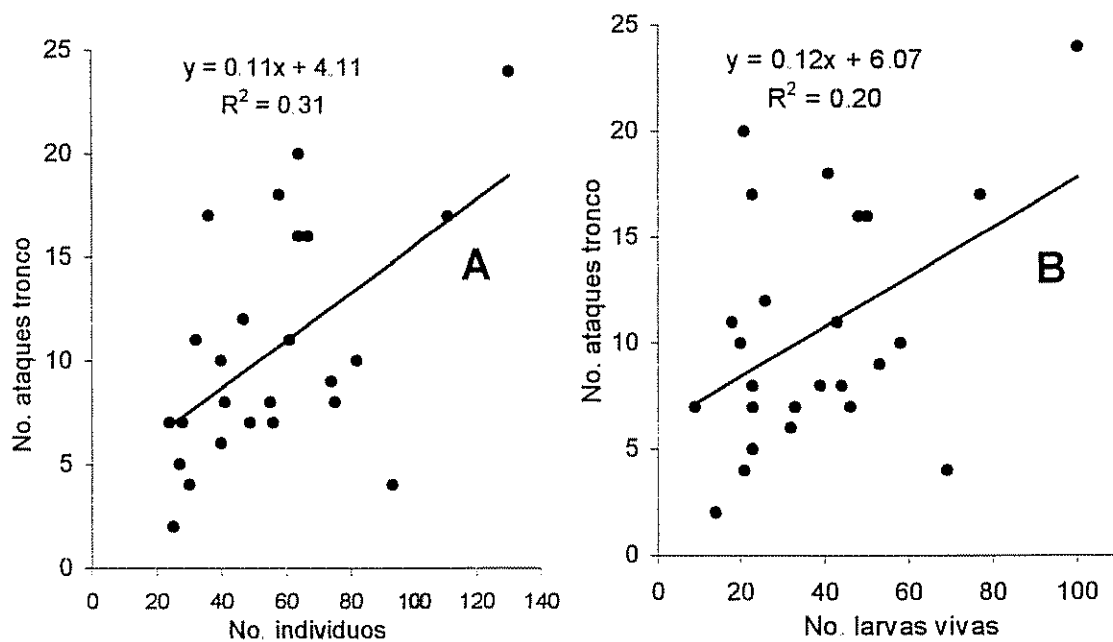 y = 0.11x + 4.11
R² = 0.31
25
20
15
10
5
0
No. ataques tronco
A
0 20 40 60 80 100 120 140
No. individuos
y = 0.12x + 6.07
R² = 0.20
25
20
15
10
5
0
No. ataques tronco
B
0 20 40 60 80 100
No. larvas vivas